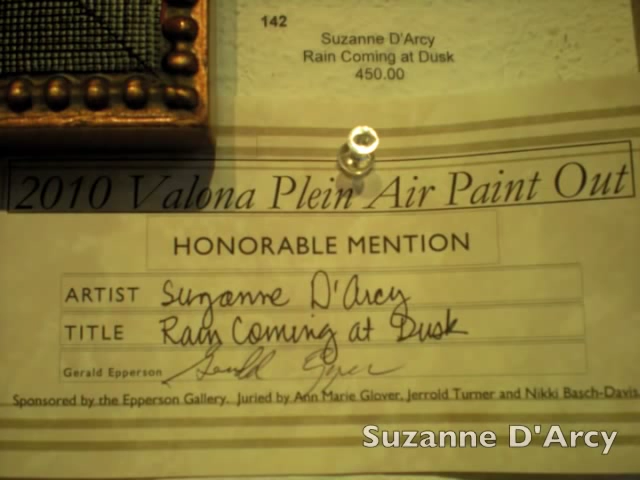 142
Suzanne D'Arcy
Rain Coming at Dusk
450.00
2010 Valona Plein Air Paint Out
HONORABLE MENTION
ARTIST Suzanne D'Arcy
TITLE Rain Coming at Dusk
Gerald Epperson Gerald Epperson
Sponsored by the Epperson Gallery. Juried by Ann Marie Glover, Jerrold Turner and Nikki Basch-Davis.
Suzanne D'Arcy